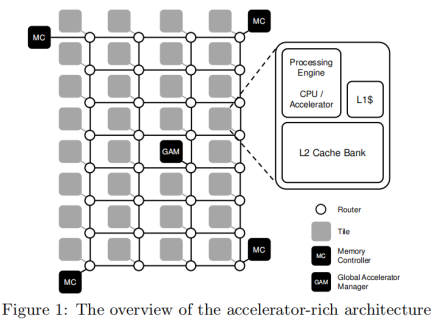 MC
MC
Processing
Engine
CPU /
Accelerator
L1$
L2 Cache Bank
GAM
Router
Tile
MC
Memory
Controller
GAM
Global Accelerator
Manager
MC
MC
Figure 1: The overview of the accelerator-rich architecture